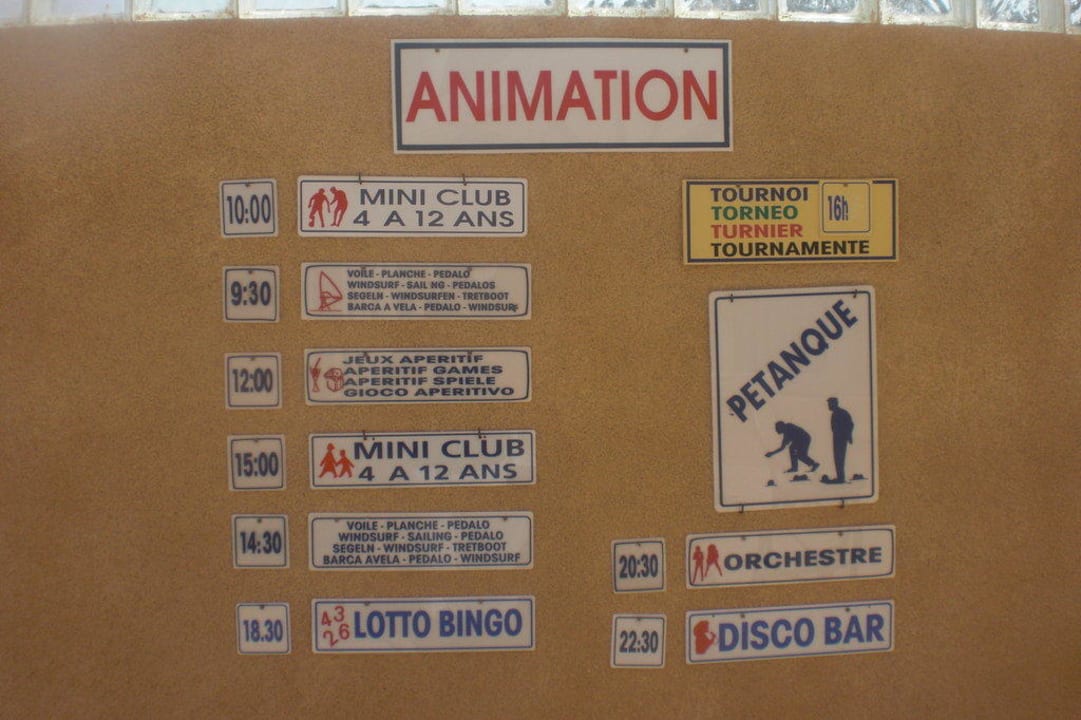 ANIMATION
10:00
MINI CLUB
4 A 12 ANS
9:30
VOILE - PLANCHE - PEDALO
WINDSURF - SAIL NG - PEDALOS
SEGELN - WINDSURFEN - TRETBOOT
BARCA A VELA - PEDALO - WINDSURF
12:00
JEUX APERITIF
APERITIF GAMES
APERITIF SPIELE
GIOCO APERITIVO
15:00
MINI CLUB
4 A 12 ANS
14:30
VOILE - PLANCHE - PEDALO
WINDSURF - SAILING - PEDALO
SEGELN - WINDSURF - TRETBOOT
BARCA AVELA - PEDALO - WINDSURF
18.30
43
26
LOTTO BINGO
TOURNOI
16h
TORNEO
TURNIER
TOURNAMENTE
PETANQUE
20:30
ORCHESTRE
22:30
DISCO BAR